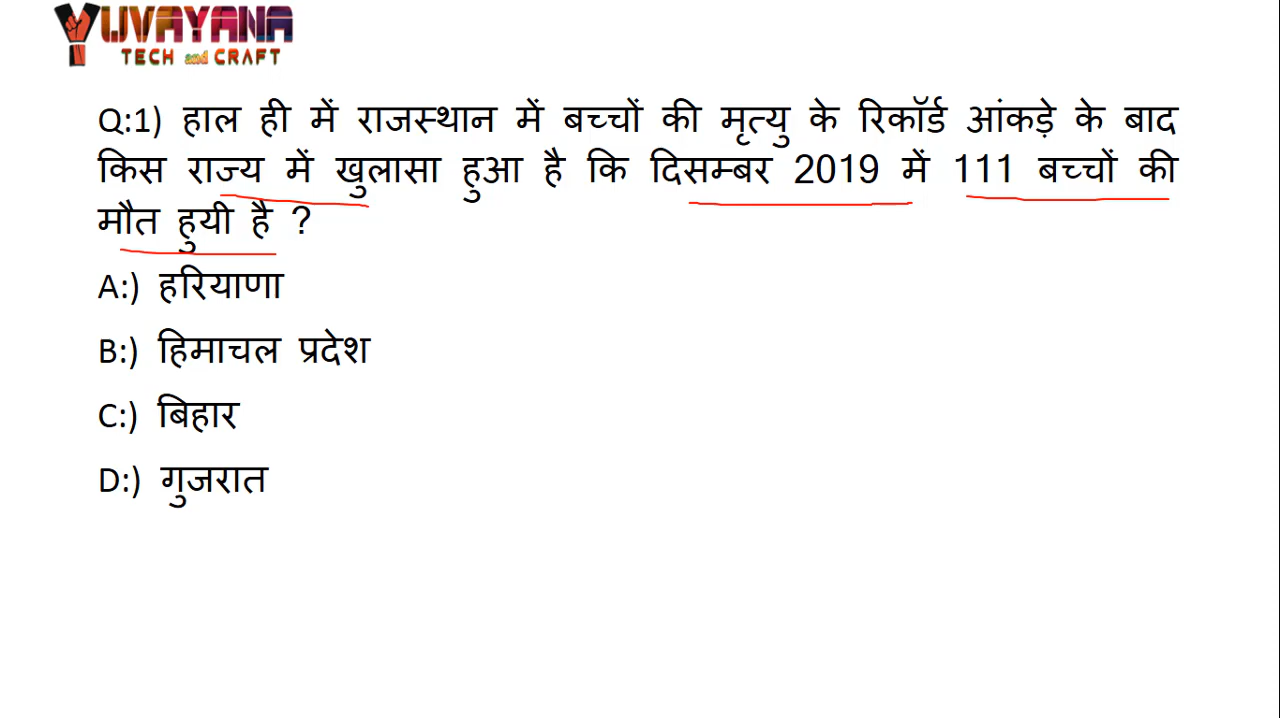 YUVAYANA
TECH and CRAFT
Q:1) हाल ही में राजस्थान में बच्चों की मृत्यु के रिकॉर्ड आंकड़े के बाद
किस राज्य में खुलासा हुआ है कि दिसम्बर 2019 में 111 बच्चों की
मौत हुयी है ?
A:) हरियाणा
B:) हिमाचल प्रदेश
C:) बिहार
D:) गुजरात